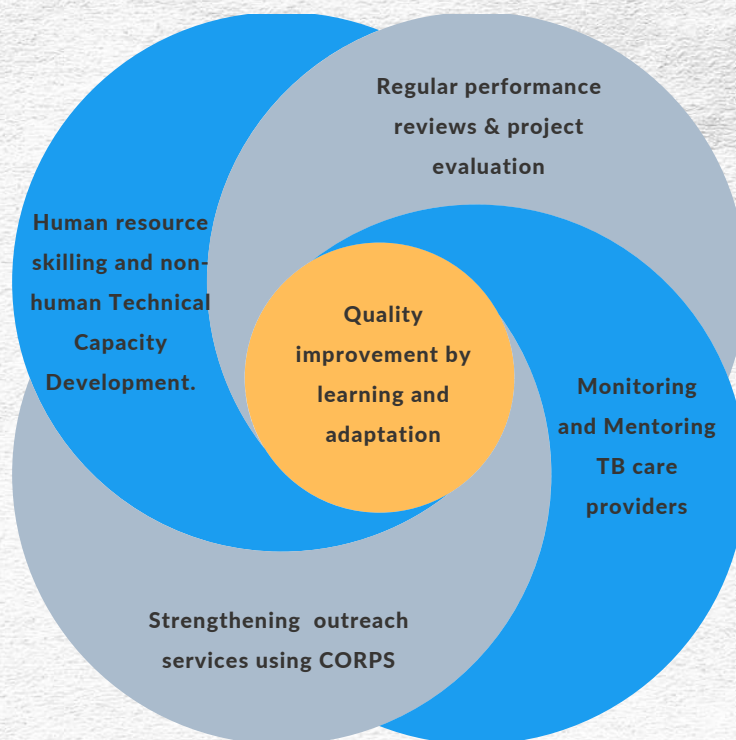 Regular performance
reviews & project
evaluation
Human resource
skilling and non-
human Technical
Capacity
Development.
Quality
improvement by
learning and
adaptation
Monitoring
and Mentoring
TB care
providers
Strengthening  outreach
services using CORPS